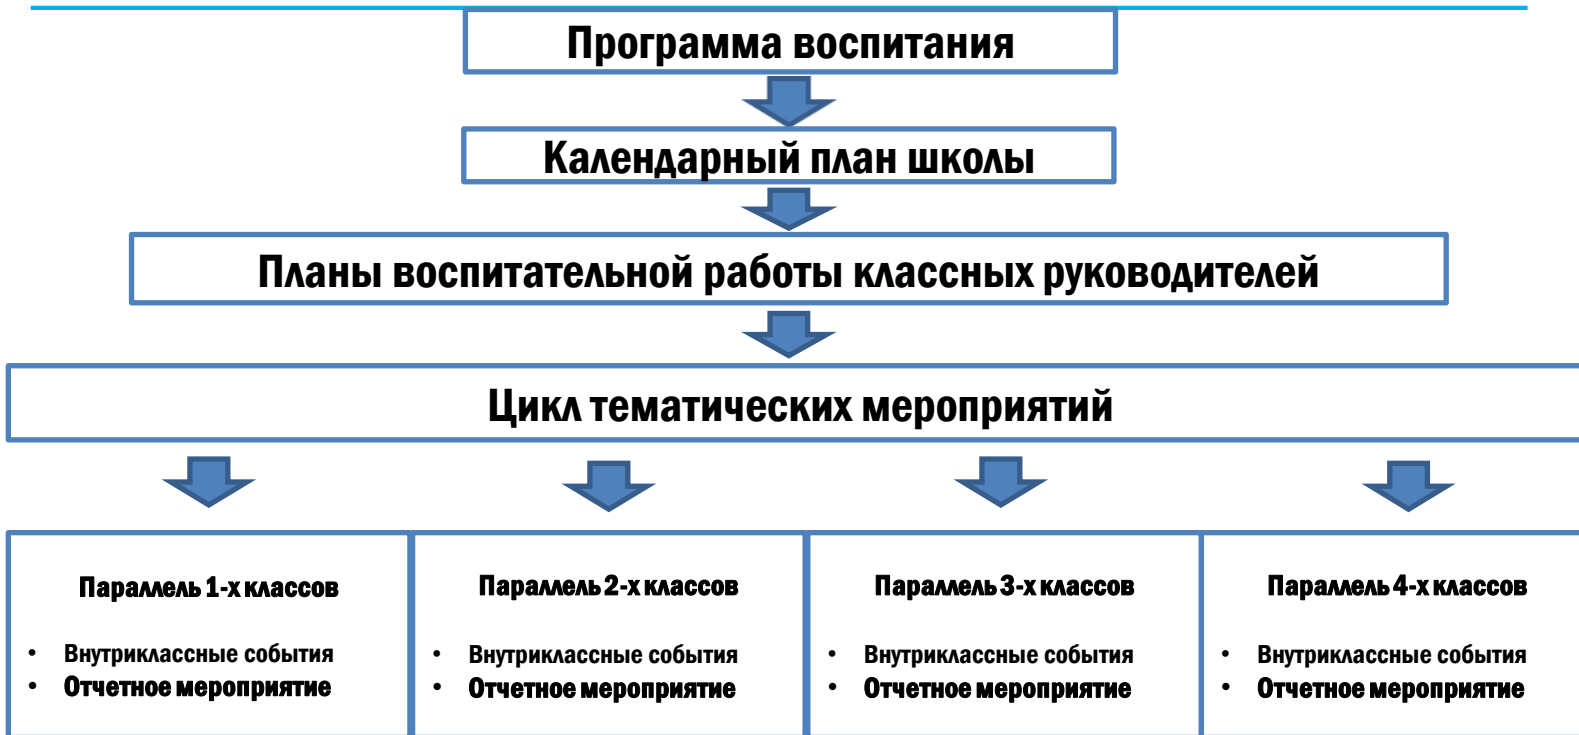 Программа воспитания
Календарный план школы
Планы воспитательной работы классных руководителей
Цикл тематических мероприятий
Параллель 1-х классов
• Внутриклассные события
• Отчетное мероприятие
Параллель 2-х классов
• Внутриклассные события
• Отчетное мероприятие
Параллель 3-х классов
• Внутриклассные события
• Отчетное мероприятие
Параллель 4-х классов
• Внутриклассные события
• Отчетное мероприятие